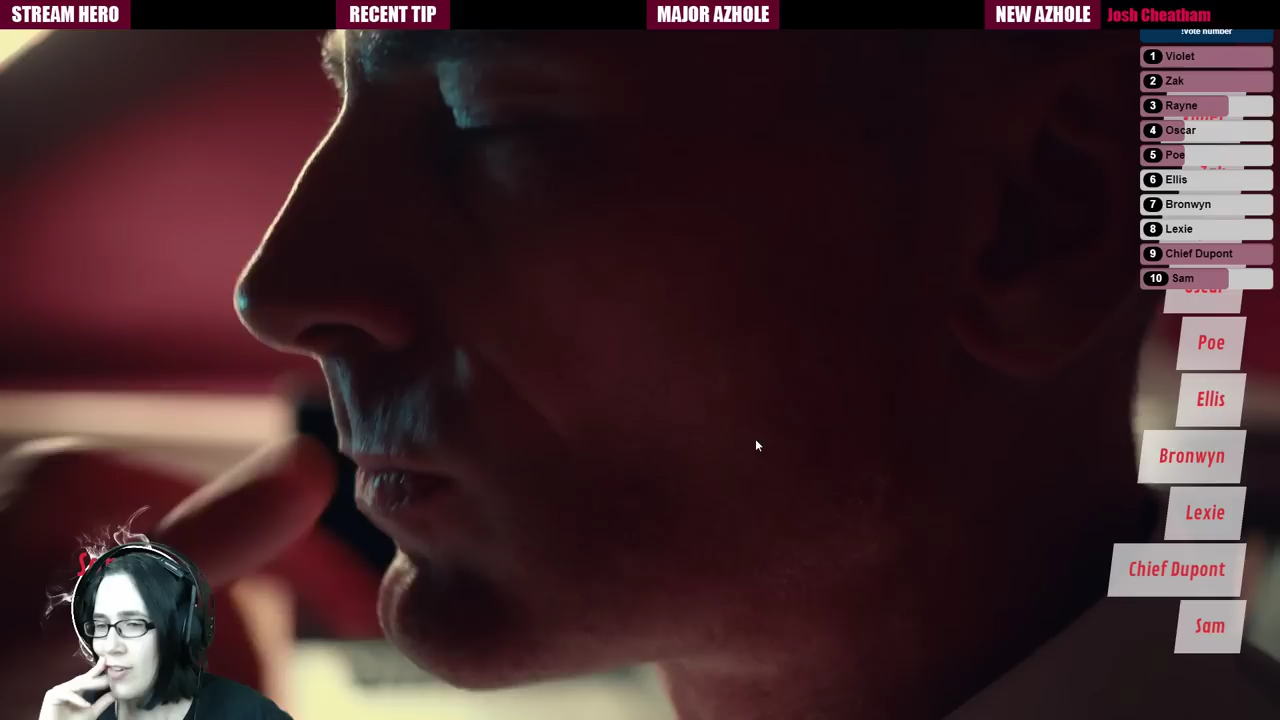 STREAM HERO
RECENT TIP
MAJOR AZHOLE
NEW AZHOLE
Josh Cheatham
!vote number
1 Violet
2 Zak
3 Rayne
4 Oscar
5 Poe
6 Ellis
7 Bronwyn
8 Lexie
9 Chief Dupont
10 Sam
Poe
Ellis
Bronwyn
Lexie
Chief Dupont
Sam